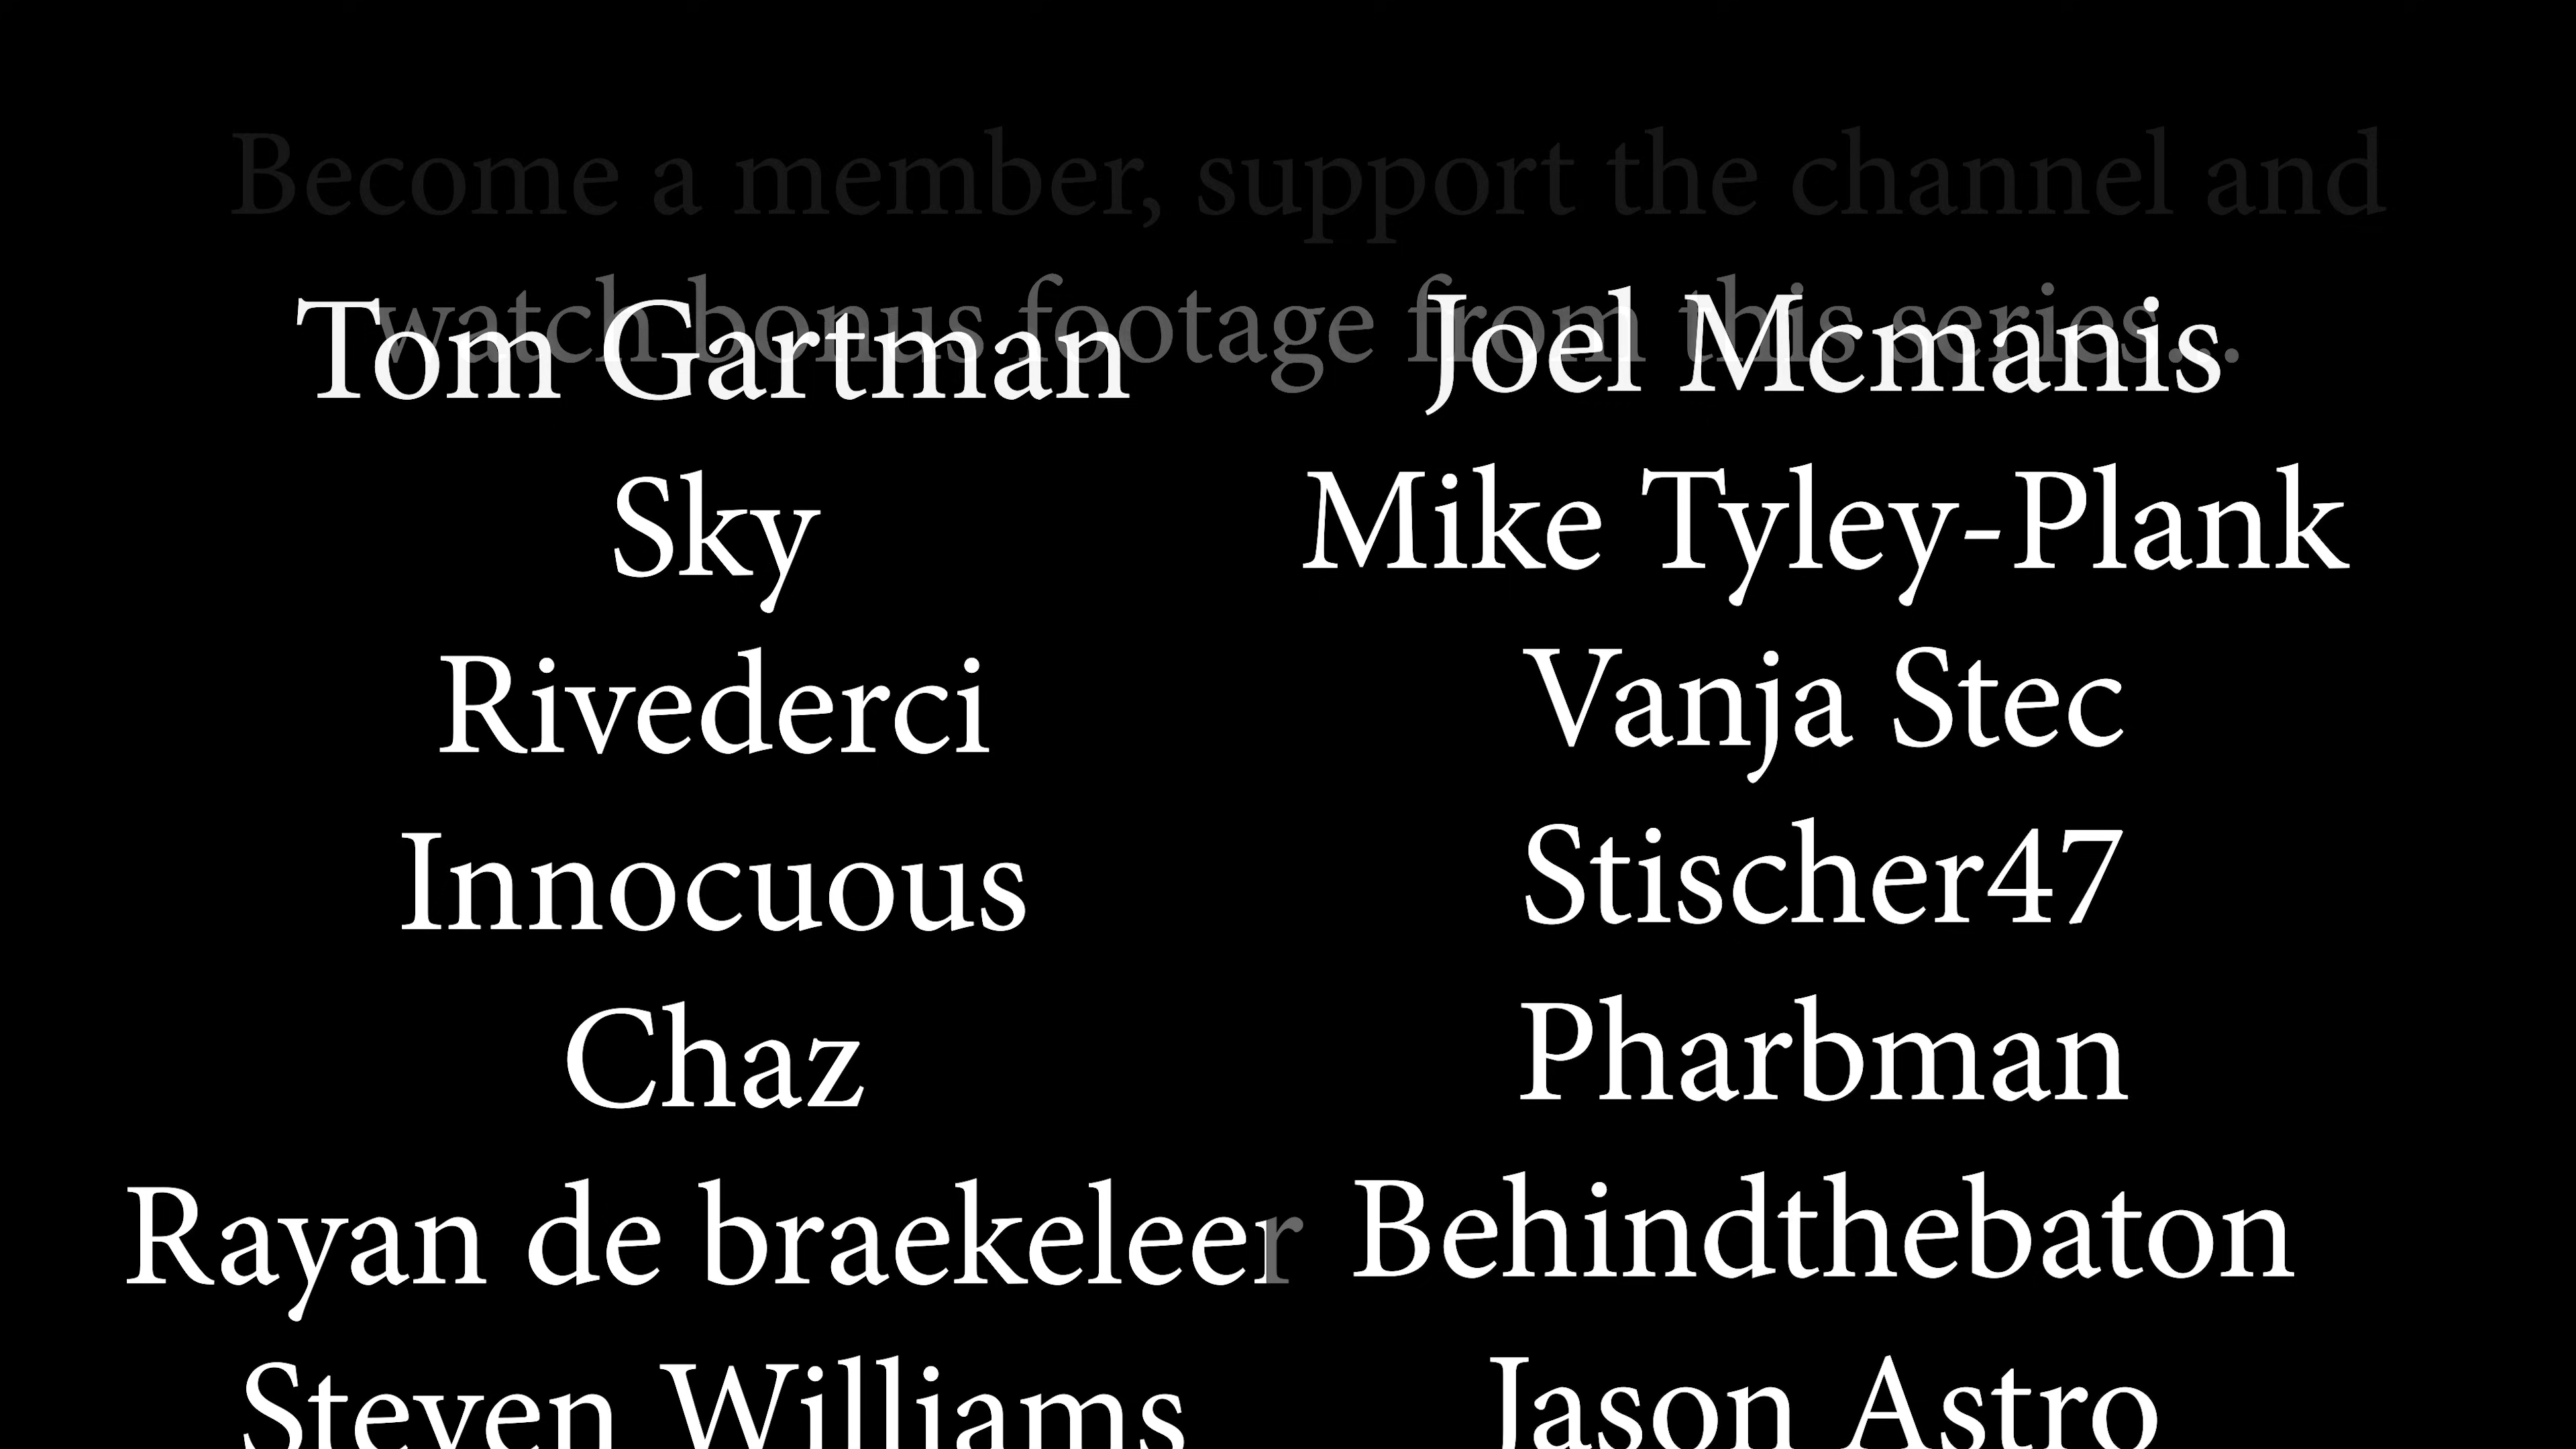 Become a member, support the channel and
watch bonus footage from this series...
Tom Gartman
Sky
Rivederci
Innocuous
Chaz
Rayan de braekeleer
Steven Williams
Joel Mcmanis
Mike Tyley-Plank
Vanja Stec
Stischer47
Pharbman
Behindthebaton
Jason Astro